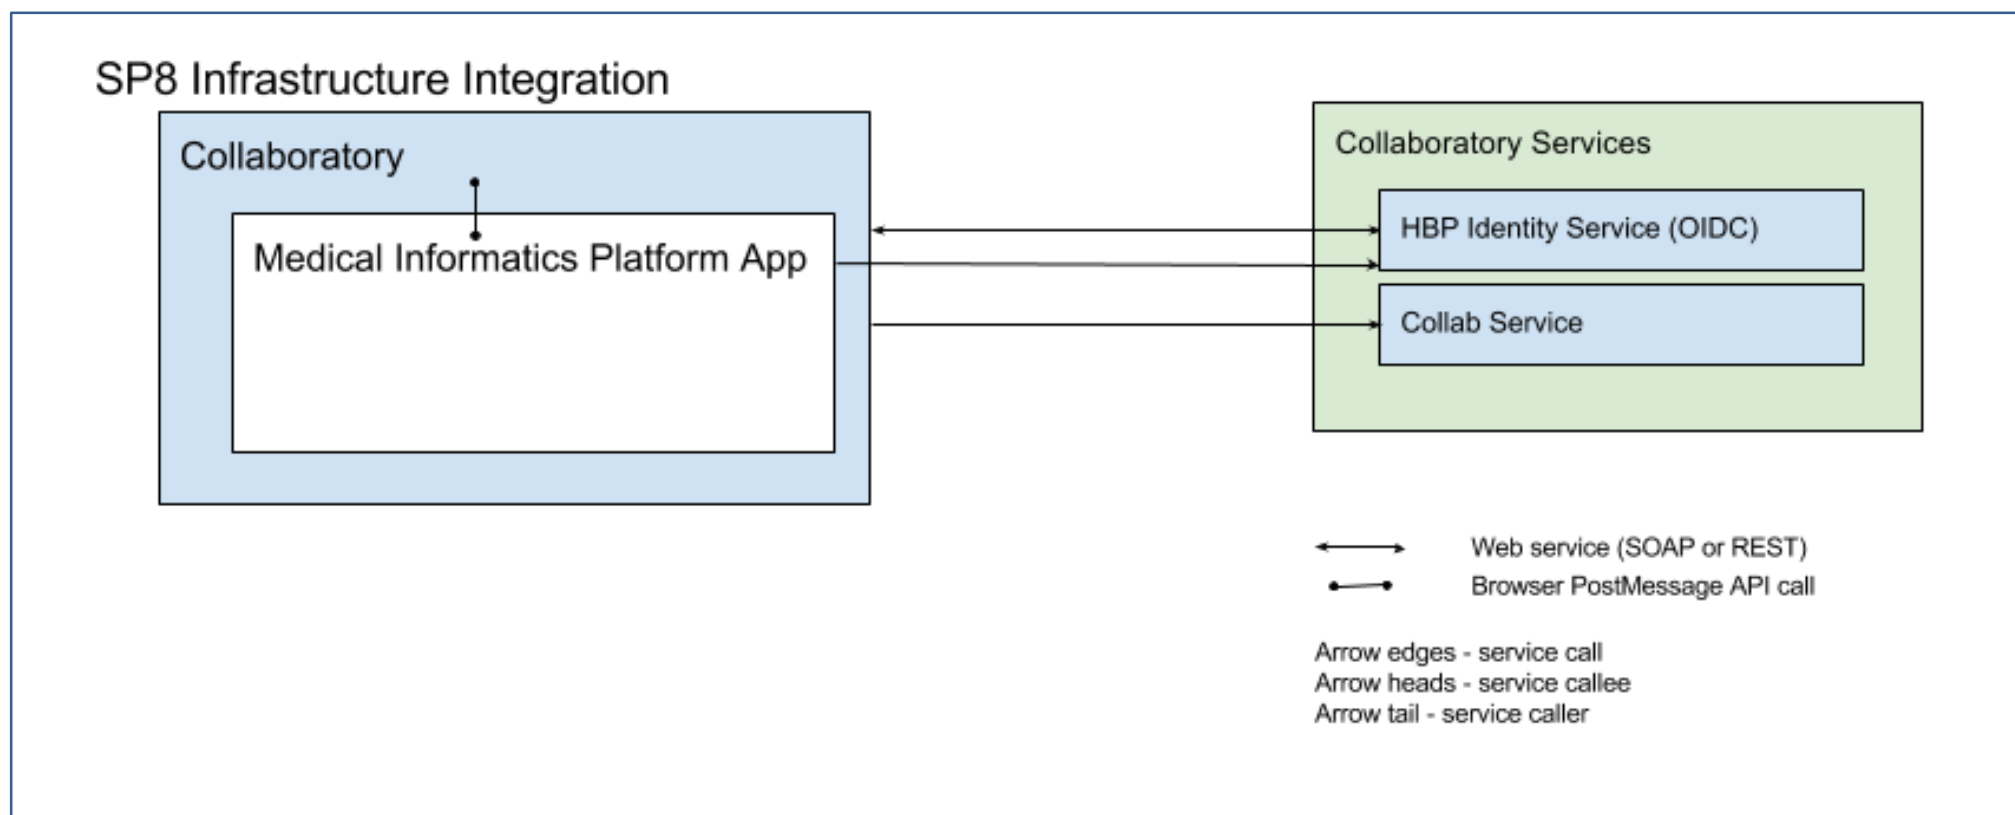 SP8 Infrastructure Integration
Collaboratory
Medical Informatics Platform App
Collaboratory Services
HBP Identity Service (OIDC)
Collab Service
Web service (SOAP or REST)
Browser PostMessage API call
Arrow edges - service call
Arrow heads - service callee
Arrow tail - service caller